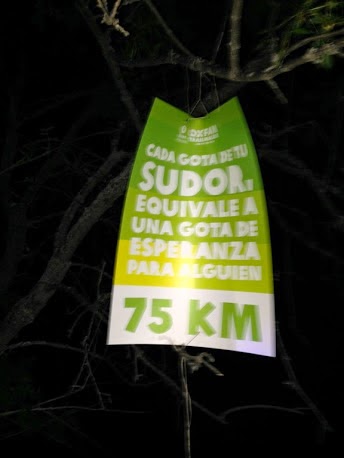 OXFAM
CADA GOTA DE TU
SUDOR,
EQUIVALE A
UNA GOTA DE
ESPERANZA
PARA ALGUIEN
75 KM